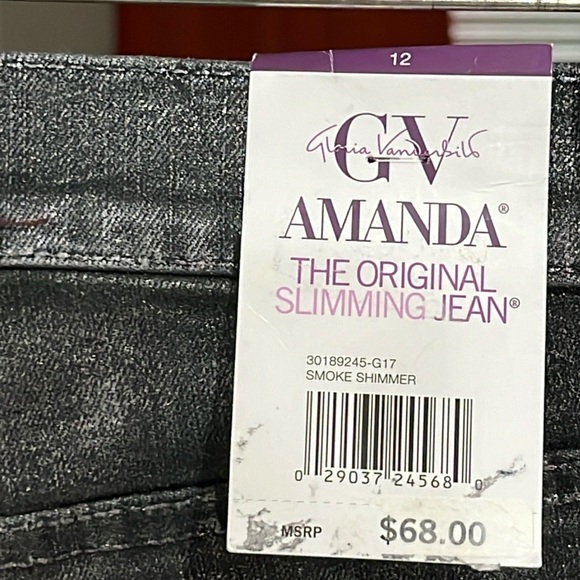 12
GV
Gloria Vanderbilt
AMANDA®
THE ORIGINAL
SLIMMING JEAN®
30189245-G17
SMOKE SHIMMER
0 29037 24568 0
MSRP $68.00